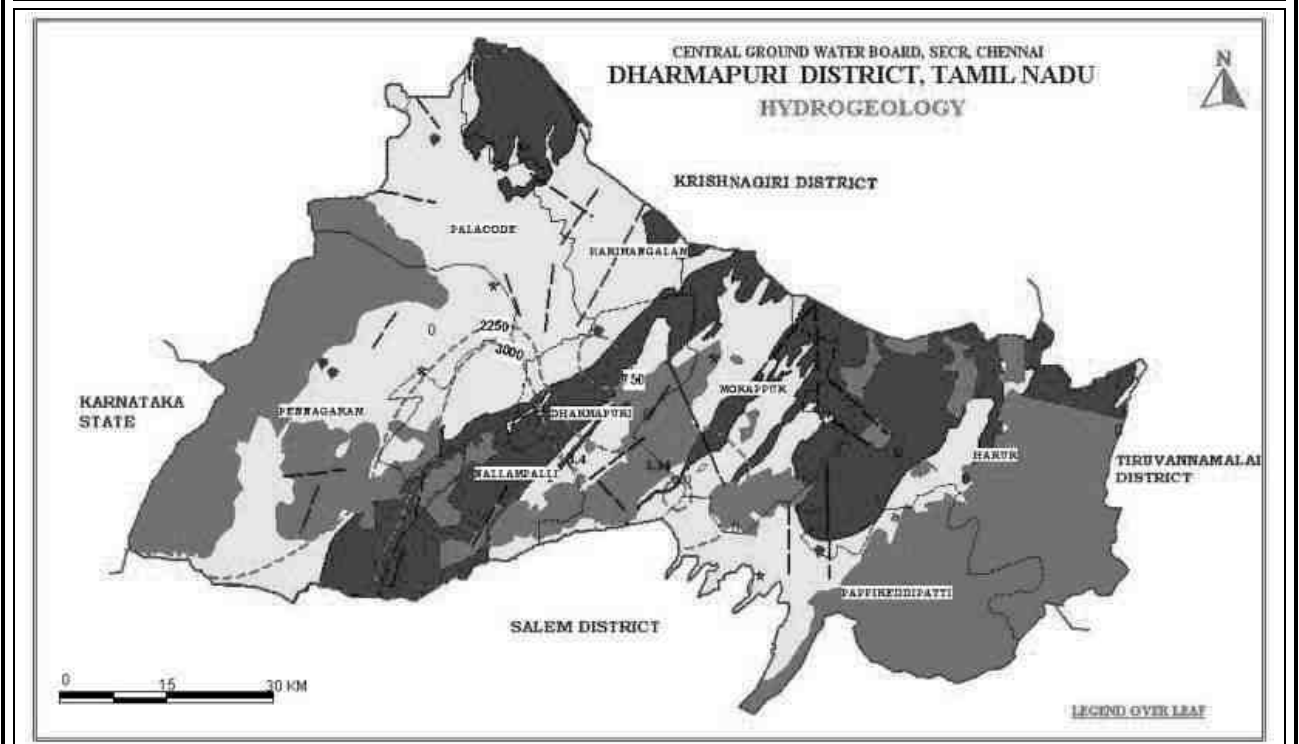 CENTRAL GROUND WATER BOARD, SECR, CHENNAI
DHARMAPURI DISTRICT, TAMIL NADU
HYDROGEOLOGY
N
KRISHNAGIRI DISTRICT
PALACODE
KARIMANGALAM
2250
3000
750
MORAPPUR
KARNATAKA
STATE
PENNAGARAM
DHARMAPURI
NALLAMPALLI
HARUR
TIRUVANNAMALAI
DISTRICT
PAPPIREDDIPATTI
SALEM DISTRICT
0 15 30 KM
LEGEND OVER LEAF